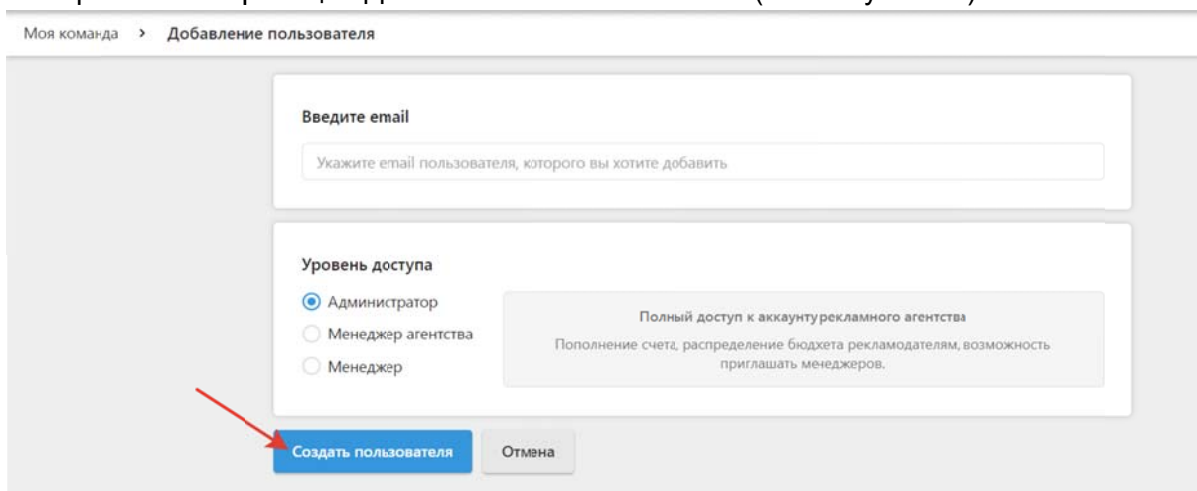 Моя команда > Добавление пользователя
Введите email
Укажите email пользователя, которого вы хотите добавить
Уровень доступа
Администратор
Менеджер агентства
Менеджер
Полный доступ к аккаунту рекламного агентства
Пополнение счета, распределение бюджета рекламодателям, возможность
приглашать менеджеров.
Создать пользователя
Отмена